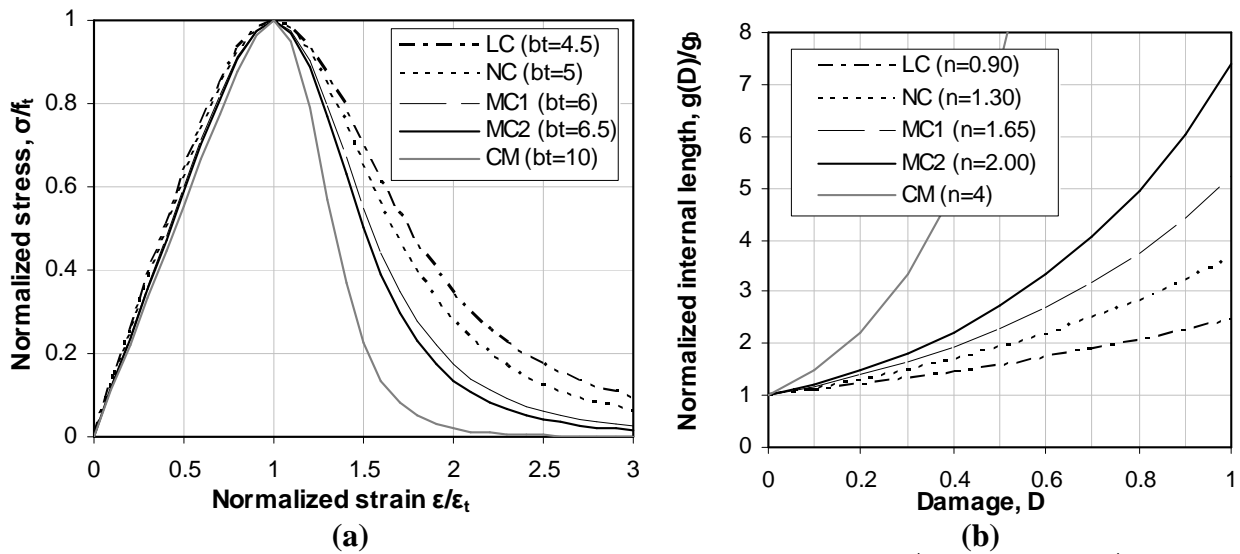 Normalized stress, σ/ft
1
0.8
0.6
0.4
0.2
0
0 0.5 1 1.5 2 2.5 3
Normalized strain ε/εt
LC (bt=4.5)
NC (bt=5)
MC1 (bt=6)
MC2 (bt=6.5)
CM (bt=10)
(a)
Normalized internal length, g(D)/g0
8
7
6
5
4
3
2
1
0
0 0.2 0.4 0.6 0.8 1
Damage, D
LC (n=0.90)
NC (n=1.30)
MC1 (n=1.65)
MC2 (n=2.00)
CM (n=4)
(b)